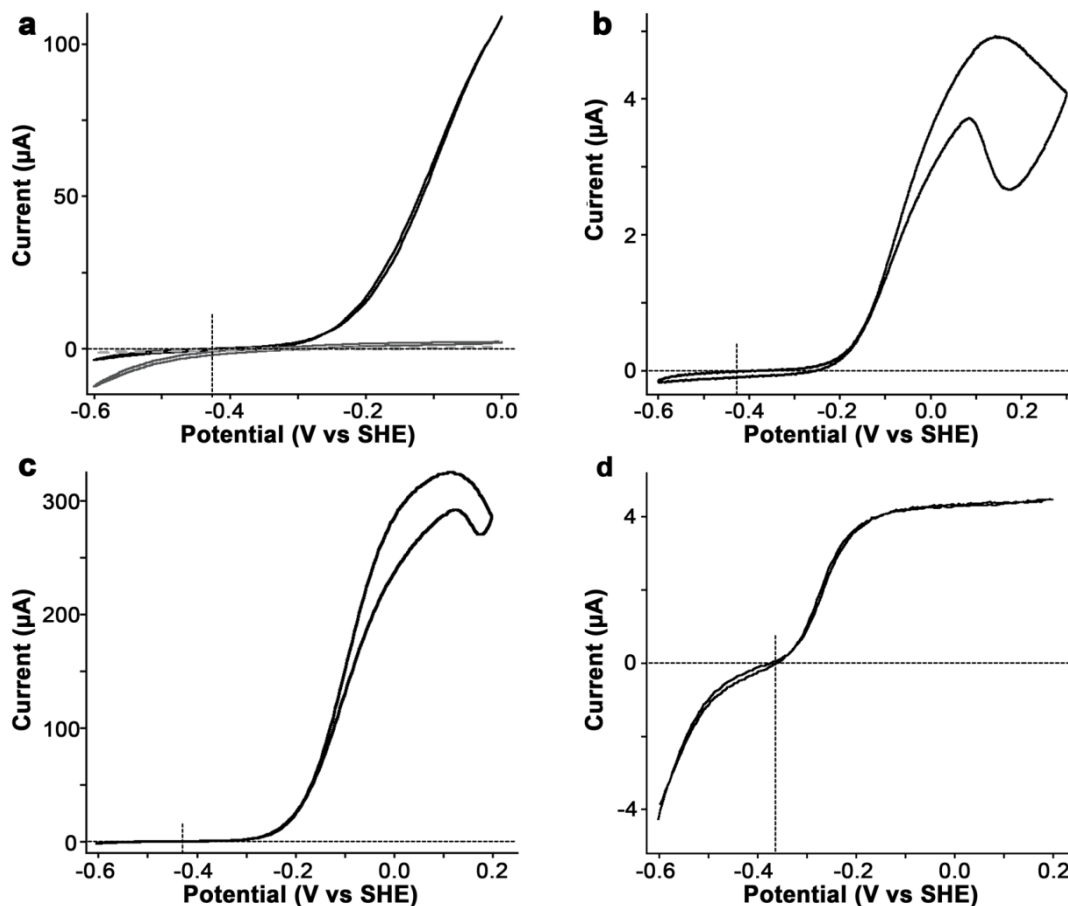 a
Current (μA)
100
50
0
-0.6
-0.4
-0.2
0.0
Potential (V vs SHE)
b
Current (μA)
4
2
0
-0.6
-0.4
-0.2
0.0
0.2
Potential (V vs SHE)
c
Current (μA)
300
200
100
0
-0.6
-0.4
-0.2
0.0
0.2
Potential (V vs SHE)
d
Current (μA)
4
0
-4
-0.6
-0.4
-0.2
0.0
0.2
Potential (V vs SHE)